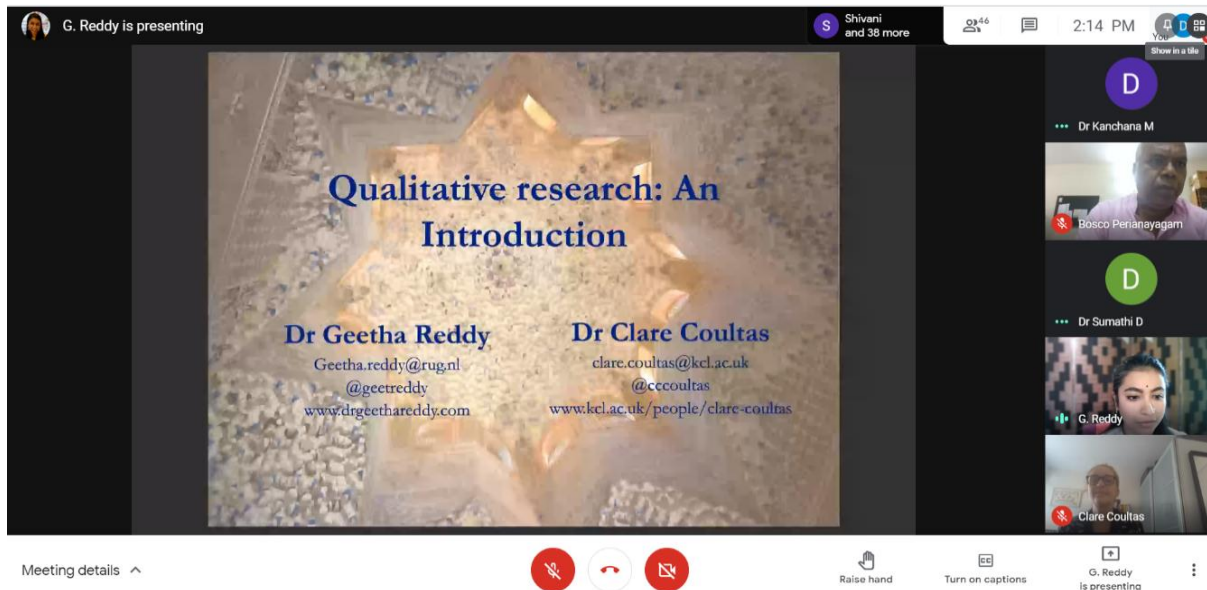 G. Reddy is presenting
S
Shivani
and 38 more
46
2:14 PM
D
You
Show in a tile
Qualitative research: An
Introduction
Dr Geetha Reddy
Geetha.reddy@rug.nl
@geetreddy
www.drgeethareddy.com
Dr Clare Coultas
clare.coultas@kcl.ac.uk
@cccoultas
www.kcl.ac.uk/people/clare-coultas
D
Dr Kanchana M
Bosco Perianayagam
D
Dr Sumathi D
G. Reddy
Clare Coultas
Meeting details
Raise hand
CC
Turn on captions
G. Reddy
is presenting